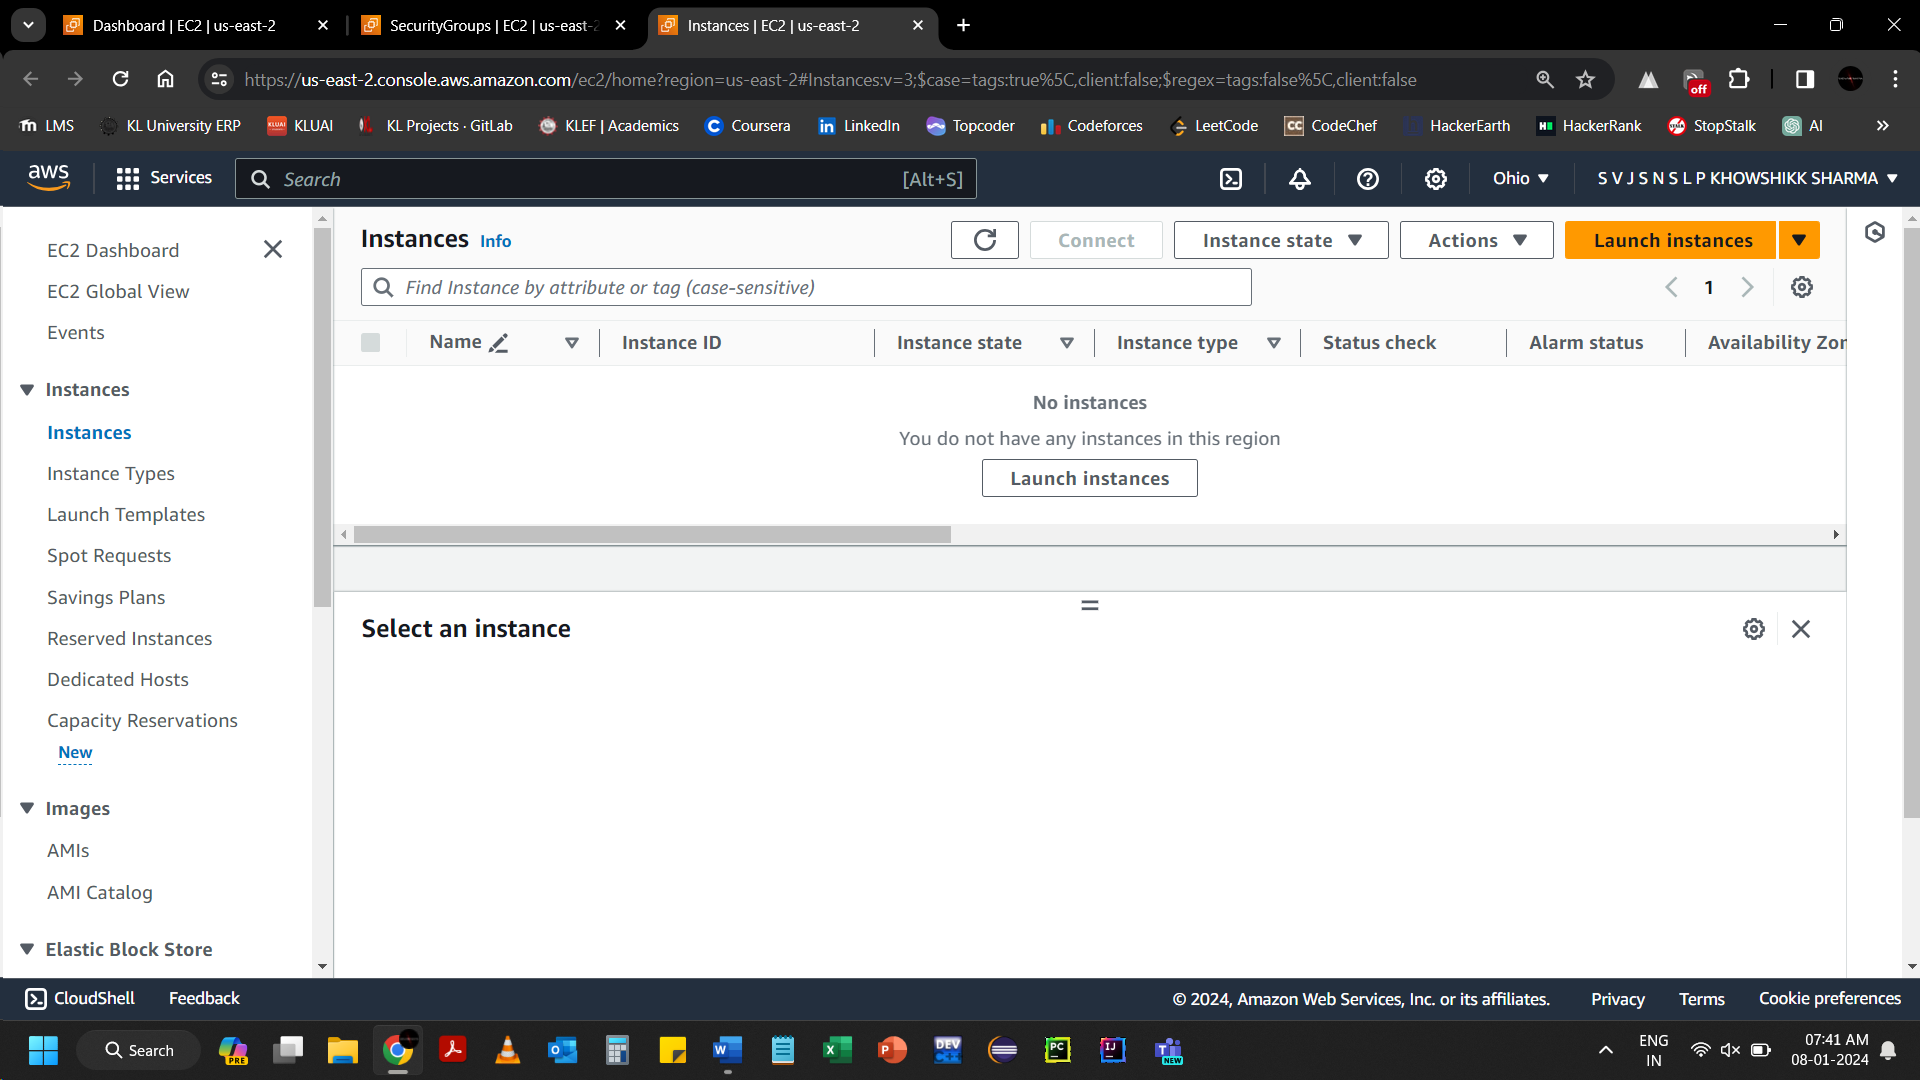 Dashboard | EC2 | us-east-2
SecurityGroups | EC2 | us-east-2
Instances | EC2 | us-east-2
https://us-east-2.console.aws.amazon.com/ec2/home?region=us-east-2#Instances:v=3;$case=tags:true%5C,client:false;$regex=tags:false%5C,client:false
off
LMS
KL University ERP
KLUAI
KL Projects · GitLab
KLEF | Academics
Coursera
LinkedIn
Topcoder
Codeforces
LeetCode
CodeChef
HackerEarth
HackerRank
StopStalk
AI
aws
Services
Search
[Alt+S]
Ohio
S V J S N S L P KHOWSHIKK SHARMA
EC2 Dashboard
EC2 Global View
Events
Instances
Instances
Instance Types
Launch Templates
Spot Requests
Savings Plans
Reserved Instances
Dedicated Hosts
Capacity Reservations
New
Images
AMIs
AMI Catalog
Elastic Block Store
Instances Info
Connect
Instance state
Actions
Launch instances
Find Instance by attribute or tag (case-sensitive)
1
Name
Instance ID
Instance state
Instance type
Status check
Alarm status
Availability Zon
No instances
You do not have any instances in this region
Launch instances
Select an instance
CloudShell
Feedback
© 2024, Amazon Web Services, Inc. or its affiliates.
Privacy
Terms
Cookie preferences
Search
PRE
DEV
PC
IJ
NEW
ENG
IN
07:41 AM
08-01-2024